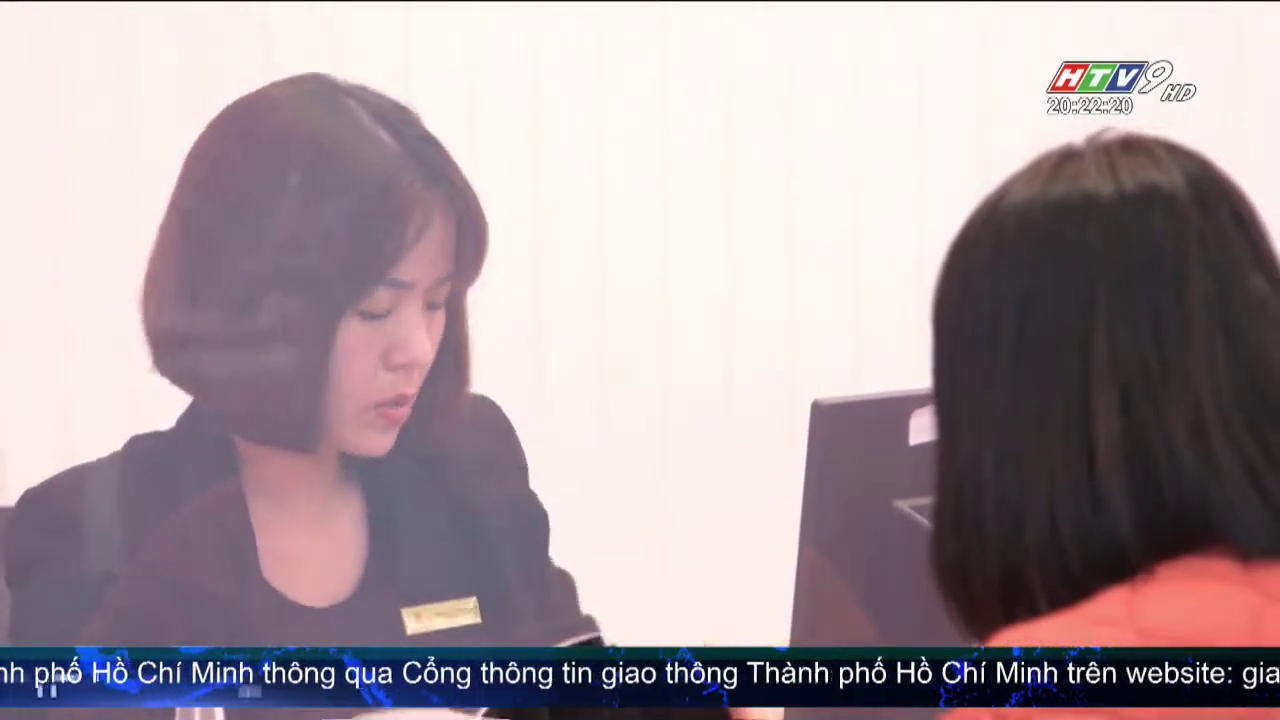 HTV9 HD
20:22:20
nh phố Hồ Chí Minh thông qua Cổng thông tin giao thông Thành phố Hồ Chí Minh trên website: gia